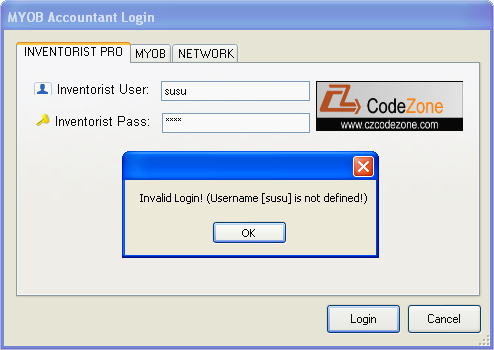 MYOB Accountant Login
INVENTORIST PRO MYOB NETWORK
Inventorist User: susu
Inventorist Pass: ****
CZ CodeZone
www.czcodezone.com
Invalid Login! (Username [susu] is not defined!)
OK
Login Cancel